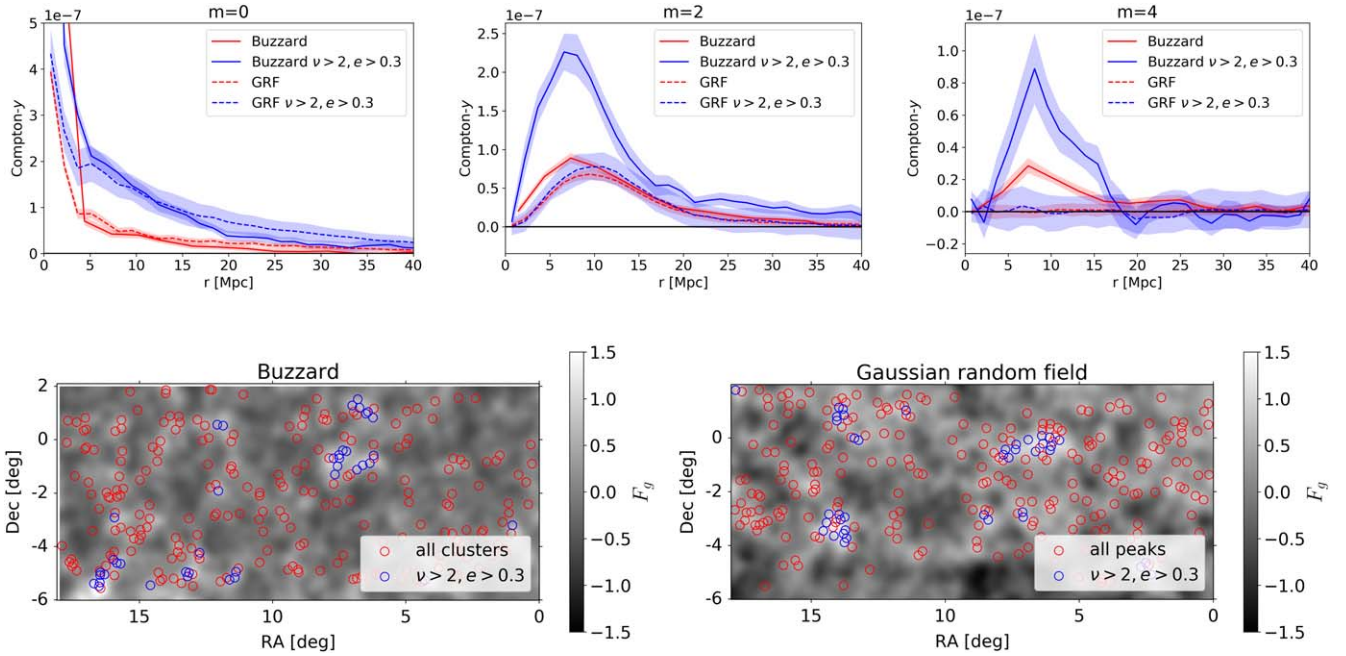 m=0
1e−7
Compton-y
5
4
3
2
1
0
Buzzard
Buzzard ν > 2, e > 0.3
GRF
GRF ν > 2, e > 0.3
0 5 10 15 20 25 30 35 40
r [Mpc]
m=2
1e−7
Compton-y
2.5
2.0
1.5
1.0
0.5
0.0
Buzzard
Buzzard ν > 2, e > 0.3
GRF
GRF ν > 2, e > 0.3
0 5 10 15 20 25 30 35 40
r [Mpc]
m=4
1e−7
Compton-y
1.0
0.8
0.6
0.4
0.2
0.0
−0.2
Buzzard
Buzzard ν > 2, e > 0.3
GRF
GRF ν > 2, e > 0.3
0 5 10 15 20 25 30 35 40
r [Mpc]
Buzzard
Dec [deg]
2
0
-2
-4
-6
all clusters
ν > 2, e > 0.3
15 10 5 0
RA [deg]
1.5
1.0
0.5
0.0
−0.5
−1.0
−1.5
F_g
Gaussian random field
Dec [deg]
0
-2
-4
-6
all peaks
ν > 2, e > 0.3
15 10 5 0
RA [deg]
1.5
1.0
0.5
0.0
−0.5
−1.0
−1.5
F_g